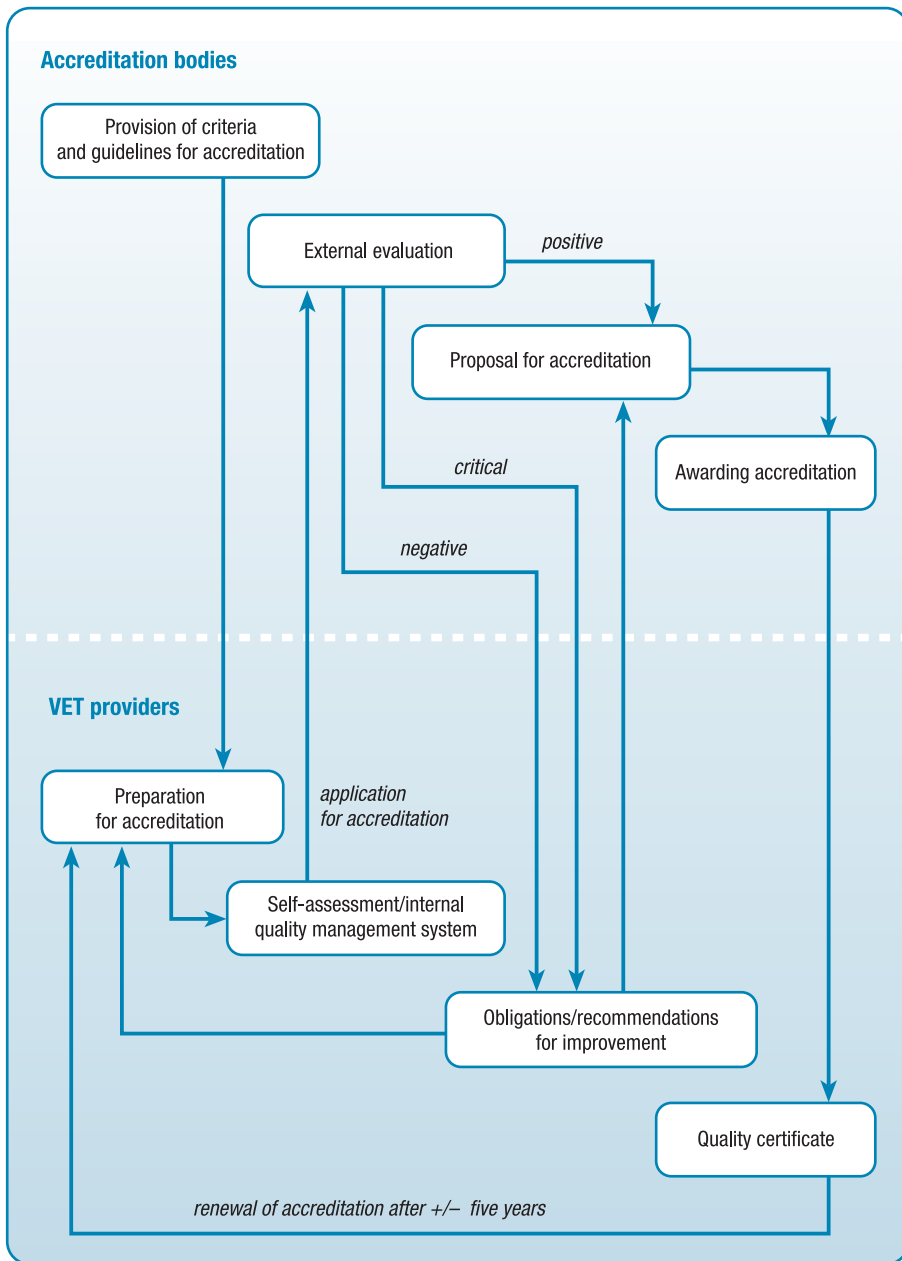 Accreditation bodies
Provision of criteria
and guidelines for accreditation
External evaluation
positive
Proposal for accreditation
critical
Awarding accreditation
negative
VET providers
Preparation
for accreditation
application
for accreditation
Self-assessment/internal
quality management system
Obligations/recommendations
for improvement
Quality certificate
renewal of accreditation after +/– five years